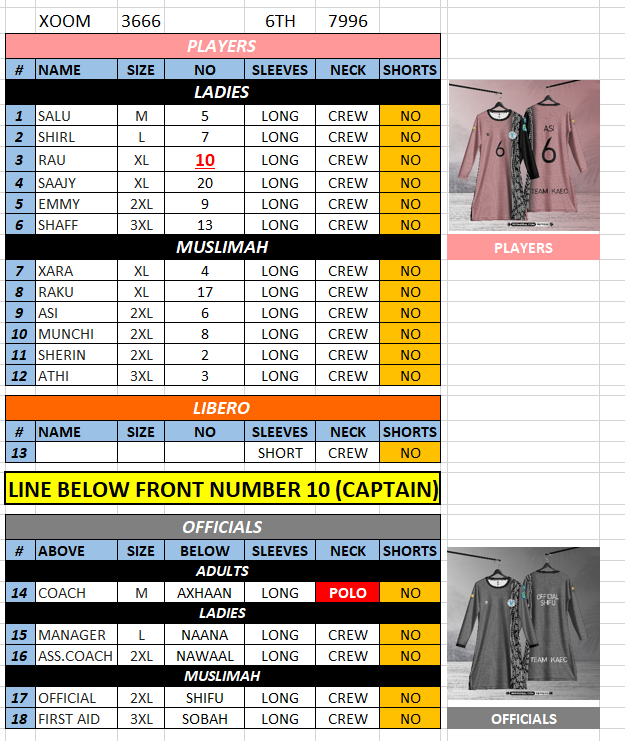 XOOM 3666 6TH 7996
PLAYERS
# NAME SIZE NO SLEEVES NECK SHORTS
LADIES
1 SALU M 5 LONG CREW NO
2 SHIRL L 7 LONG CREW NO
3 RAU XL 10 LONG CREW NO
4 SAAJY XL 20 LONG CREW NO
5 EMMY 2XL 9 LONG CREW NO
6 SHAFF 3XL 13 LONG CREW NO
ASI
6 6
TEAM KAEC
PLAYERS
MUSLIMAH
7 XARA XL 4 LONG CREW NO
8 RAKU XL 17 LONG CREW NO
9 ASI 2XL 6 LONG CREW NO
10 MUNCHI 2XL 8 LONG CREW NO
11 SHERIN 2XL 2 LONG CREW NO
12 ATHI 3XL 3 LONG CREW NO
LIBERO
# NAME SIZE NO SLEEVES NECK SHORTS
13 SHORT CREW NO
LINE BELOW FRONT NUMBER 10 (CAPTAIN)
OFFICIALS
# ABOVE SIZE BELOW SLEEVES NECK SHORTS
ADULTS
14 COACH M AXHAAN LONG POLO NO
LADIES
15 MANAGER L NAANA LONG CREW NO
16 ASS.COACH 2XL NAWAAL LONG CREW NO
MUSLIMAH
17 OFFICIAL 2XL SHIFU LONG CREW NO
18 FIRST AID 3XL SOBAH LONG CREW NO
OFFICIAL
SHIFU
TEAM KAEC
OFFICIALS